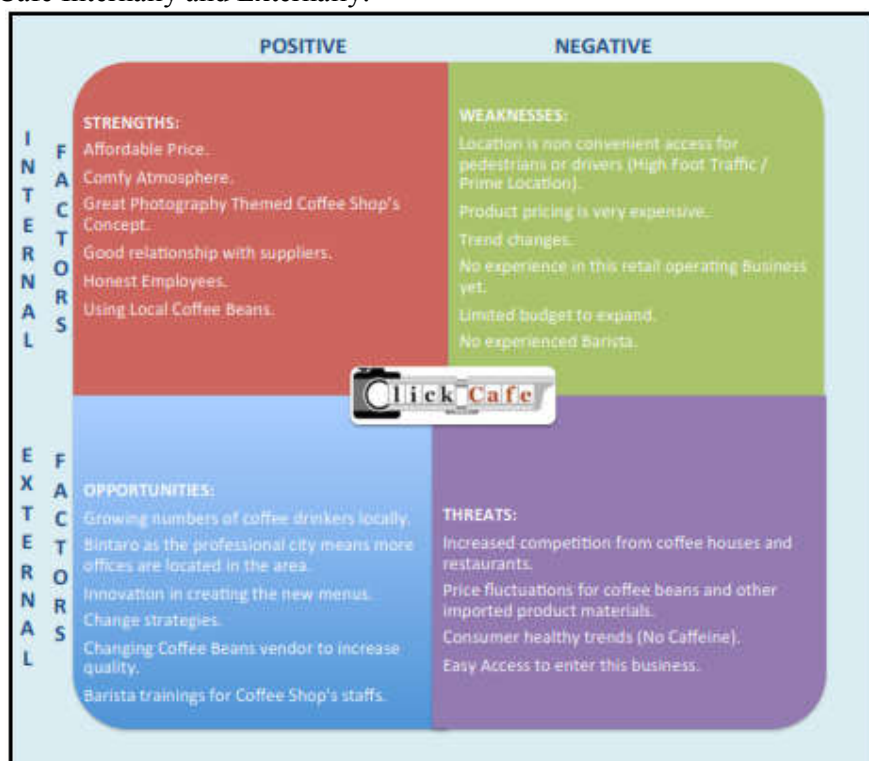 Cafe Internally and Externally.
POSITIVE
NEGATIVE
INTERNAL
FACTORS
STRENGTHS:
Affordable Price.
Comfy Atmosphere.
Great Photography Themed Coffee Shop's
Concept.
Good relationship with suppliers.
Honest Employees.
Using Local Coffee Beans.
WEAKNESSES:
Location is non convenient access for
pedestrians or drivers (High Foot Traffic /
Prime Location).
Product pricing is very expensive.
Trend changes.
No experience in this retail operating Business
yet.
Limited budget to expand.
No experienced Barista.
Click Cafe
EXTERNAL
FACTORS
OPPORTUNITIES:
Growing numbers of coffee drinkers locally.
Bintaro as the professional city means more
offices are located in the area.
Innovation in creating the new menus.
Change strategies.
Changing Coffee Beans vendor to increase
quality.
Barista trainings for Coffee Shop's staffs.
THREATS:
Increased competition from coffee houses and
restaurants.
Price fluctuations for coffee beans and other
imported product materials.
Consumer healthy trends (No Caffeine).
Easy Access to enter this business.